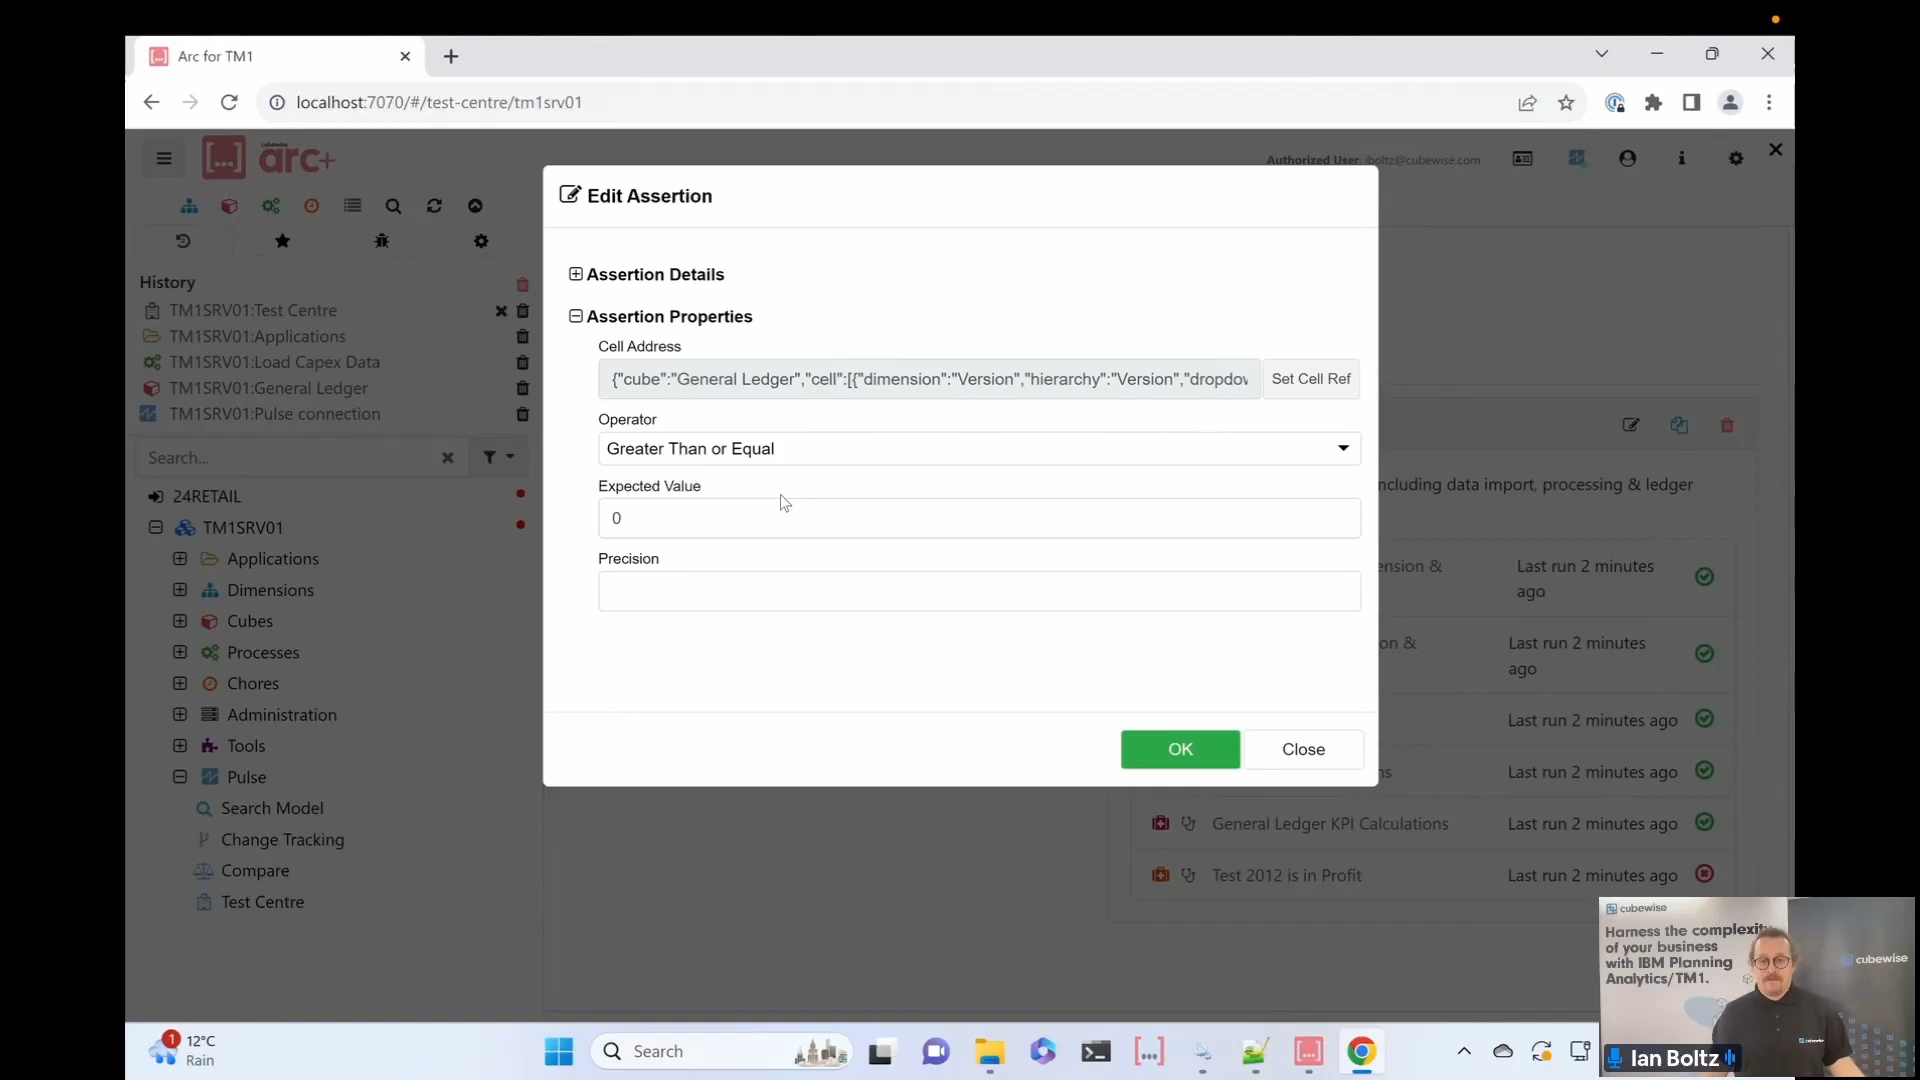 Arc for TM1
localhost:7070/#/test-centre/tm1srv01
cubewise
arc+
Authorized User: iboltz@cubewise.com
Edit Assertion
Assertion Details
Assertion Properties
Cell Address
{"cube":"General Ledger","cell":[{"dimension":"Version","hierarchy":"Version","dropdov
Set Cell Ref
Operator
Greater Than or Equal
Expected Value
0
Precision
OK
Close
History
TM1SRV01:Test Centre
TM1SRV01:Applications
TM1SRV01:Load Capex Data
TM1SRV01:General Ledger
TM1SRV01:Pulse connection
Search...
24RETAIL
TM1SRV01
Applications
Dimensions
Cubes
Processes
Chores
Administration
Tools
Pulse
Search Model
Change Tracking
Compare
Test Centre
ncluding data import, processing & ledger
ension &
Last run 2 minutes
ago
on &
Last run 2 minutes
ago
Last run 2 minutes ago
ns
Last run 2 minutes ago
General Ledger KPI Calculations
Last run 2 minutes ago
Test 2012 is in Profit
Last run 2 minutes ago
cubewise
Harness the complexity
of your business
with IBM Planning
Analytics/TM1.
cubewise
Ian Boltz
1
12°C
Rain
Search